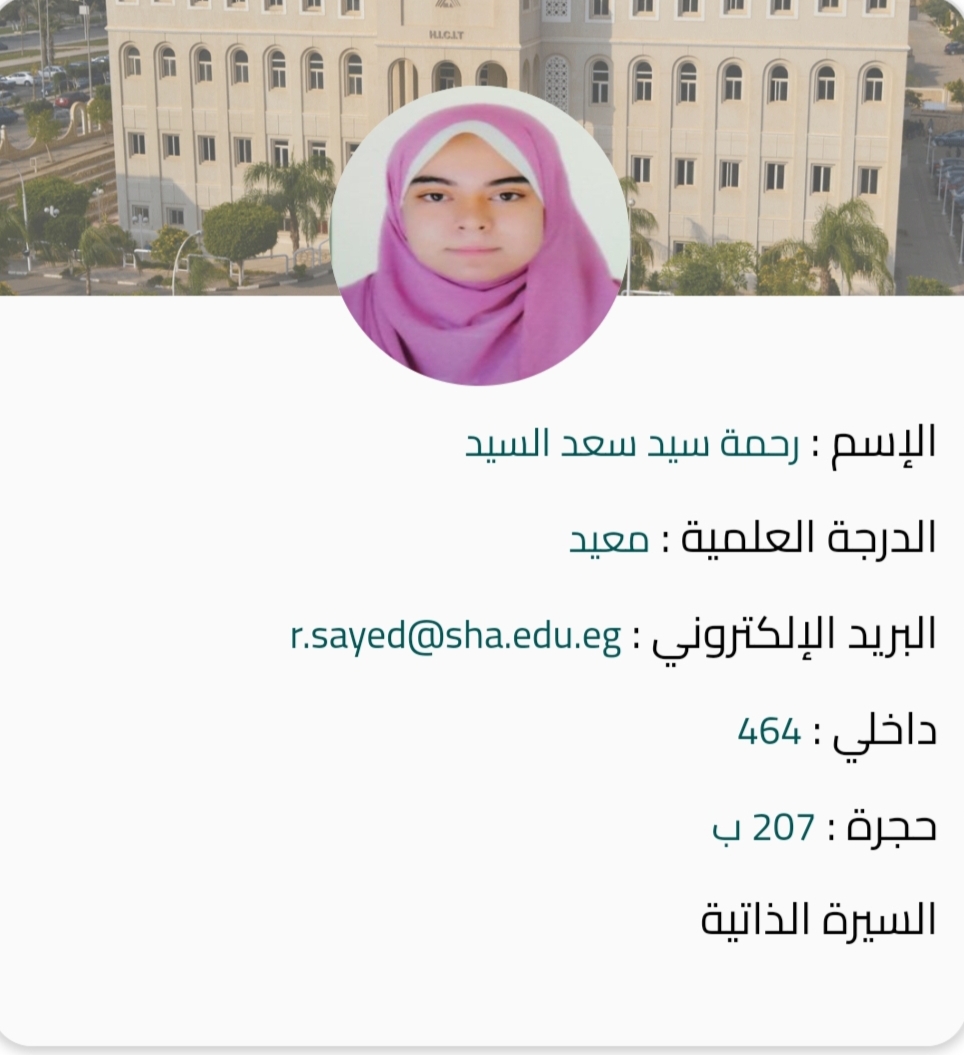 H.I.C.I.T
الإسم : رحمة سيد سعد السيد
الدرجة العلمية : معيد
البريد الإلكتروني : r.sayed@sha.edu.eg
داخلي : 464
حجرة : 207 ب
السيرة الذاتية